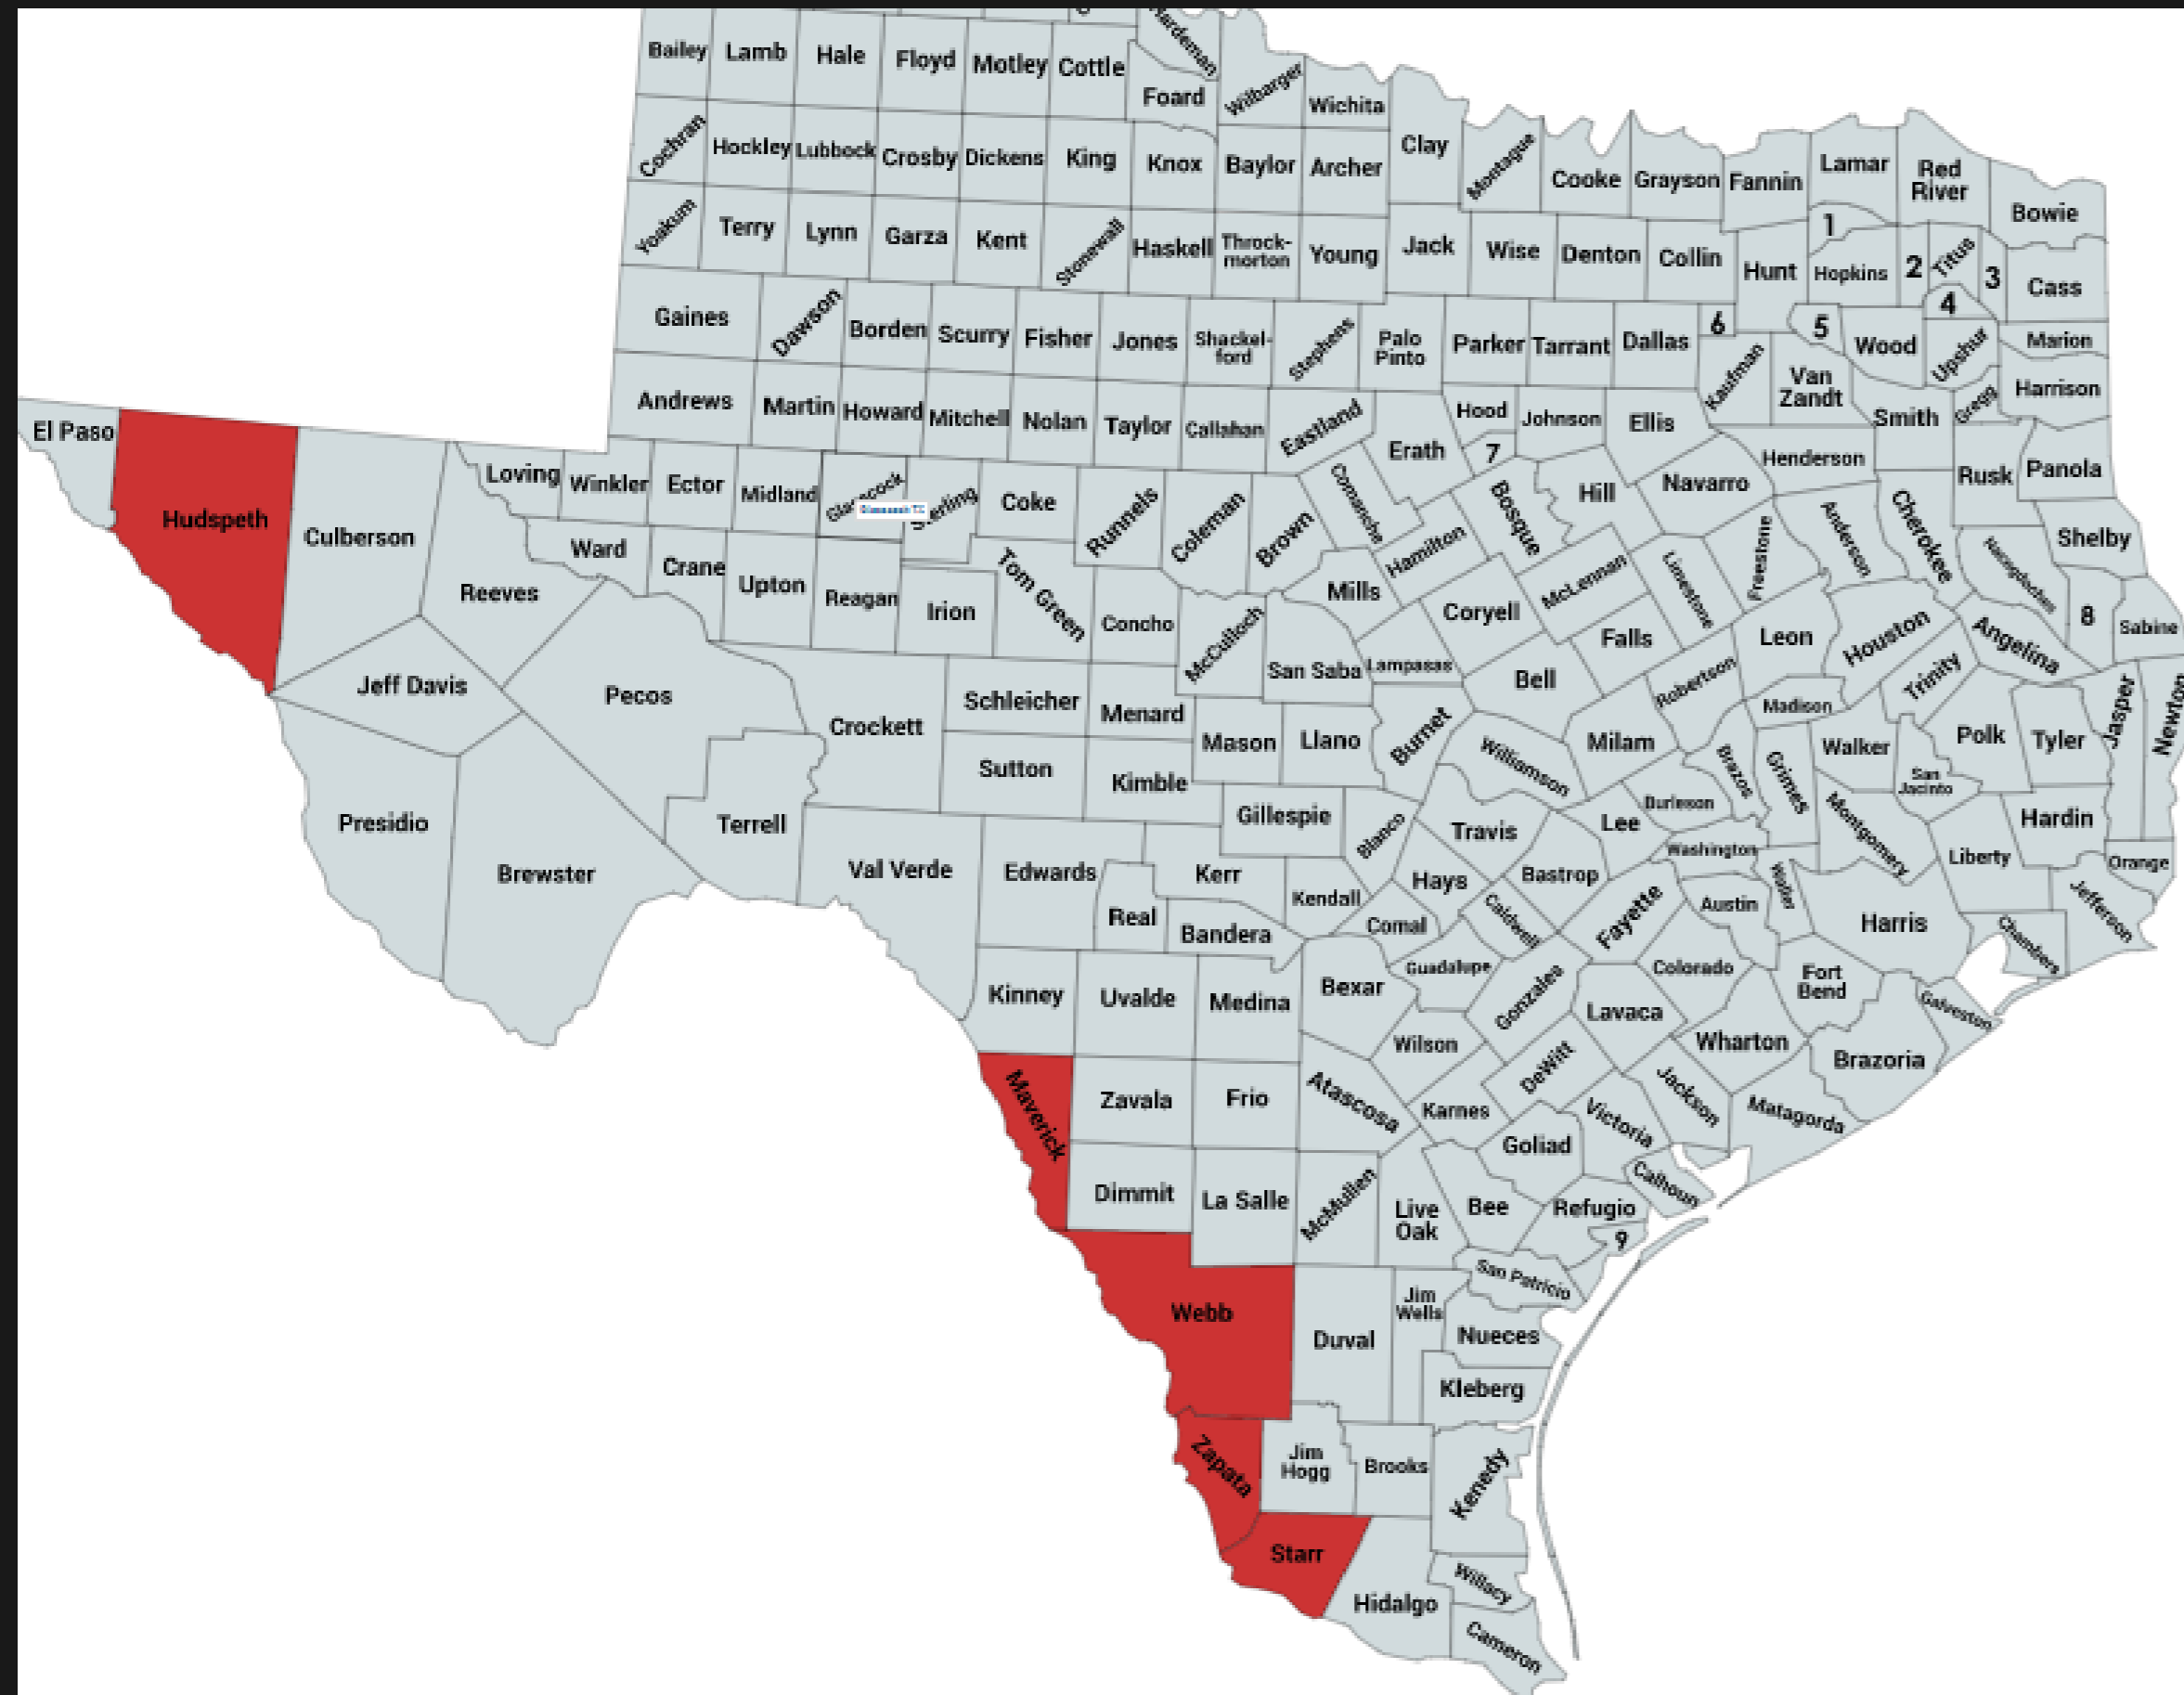 Bailey Lamb Hale Floyd Motley Cottle Hardeman
Foard Wilbarger Wichita
Cochran Hockley Lubbock Crosby Dickens King Knox Baylor Archer Clay Montague Cooke Grayson Fannin Lamar Red
River Bowie
Yoakum Terry Lynn Garza Kent Stonewall Haskell Throck-
morton Young Jack Wise Denton Collin Hunt 1 Hopkins 2 Titus 3 Cass
Gaines Dawson Borden Scurry Fisher Jones Shackel-
ford Stephens Palo
Pinto Parker Tarrant Dallas 6 5 Wood 4 Upshur Marion
Kaufman Van
Zandt Harrison
Andrews Martin Howard Mitchell Nolan Taylor Callahan Eastland Erath Hood Johnson Ellis Smith Gregg
7 Henderson Rusk Panola
El Paso Hudspeth Culberson Loving Winkler Ector Midland Glasscock Sterling Coke Runnels Coleman Brown Comanche Hamilton Bosque Hill Navarro Freestone Anderson Cherokee Nacogdoches Shelby
Reeves Ward Crane Upton Reagan Irion Tom Green Concho McCulloch Mills Coryell McLennan Limestone 8 Sabine
San Saba Lampasas Bell Falls Leon Houston Angelina
Robertson Trinity
Jeff Davis Pecos Crockett Schleicher Menard Mason Llano Burnet Williamson Milam Madison Walker Polk Tyler Jasper Newton
Sutton Kimble Brazos Grimes San
Jacinto
Presidio Brewster Terrell Val Verde Edwards Gillespie Blanco Travis Lee Burleson Montgomery Hardin
Kerr Kendall Hays Bastrop Washington Liberty Orange
Real Bandera Comal Caldwell Fayette Austin Waller Harris Chambers Jefferson
Kinney Uvalde Medina Bexar Guadalupe Gonzales Colorado Fort
Bend Galveston
Wilson Lavaca Wharton Brazoria
Maverick Zavala Frio Atascosa Karnes DeWitt Jackson Matagorda
Victoria
Goliad
Dimmit La Salle McMullen Live
Oak Bee Refugio Calhoun
9
Webb Duval Jim
Wells San Patricio
Nueces
Kleberg
Zapata Jim
Hogg Brooks Kenedy
Starr Hidalgo Willacy
Cameron